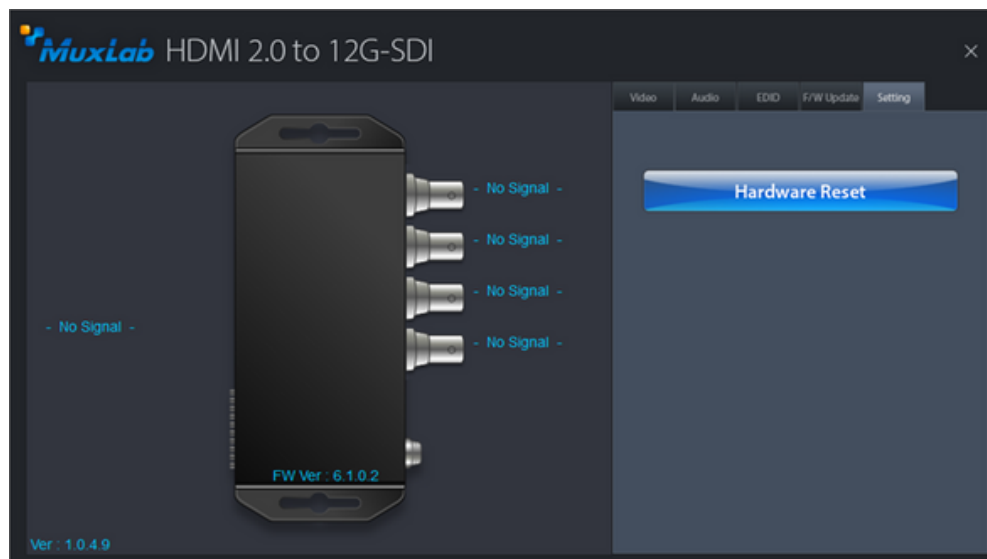 MuxLab HDMI 2.0 to 12G-SDI
Video Audio EDID F/W Update Setting
Hardware Reset
- No Signal -
- No Signal -
- No Signal -
- No Signal -
- No Signal -
FW Ver : 6.1.0.2
Ver : 1.0.4.9